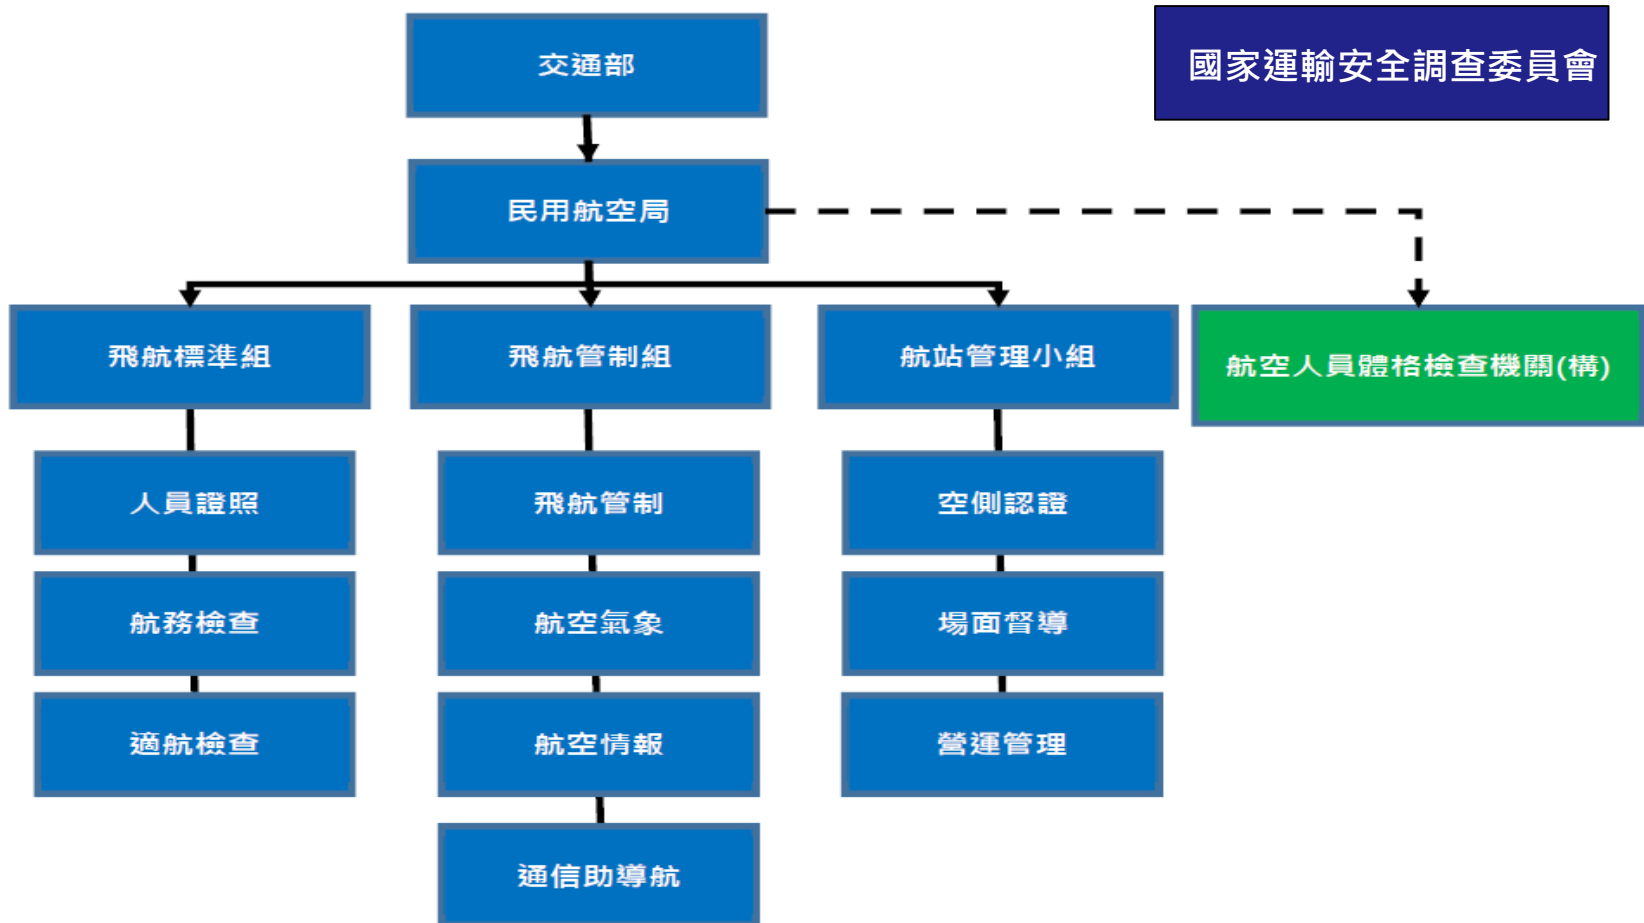 交通部
國家運輸安全調查委員會
民用航空局
飛航標準組
飛航管制組
航站管理小組
航空人員體格檢查機關(構)
人員證照
飛航管制
空側認證
航務檢查
航空氣象
場面督導
適航檢查
航空情報
營運管理
通信助導航